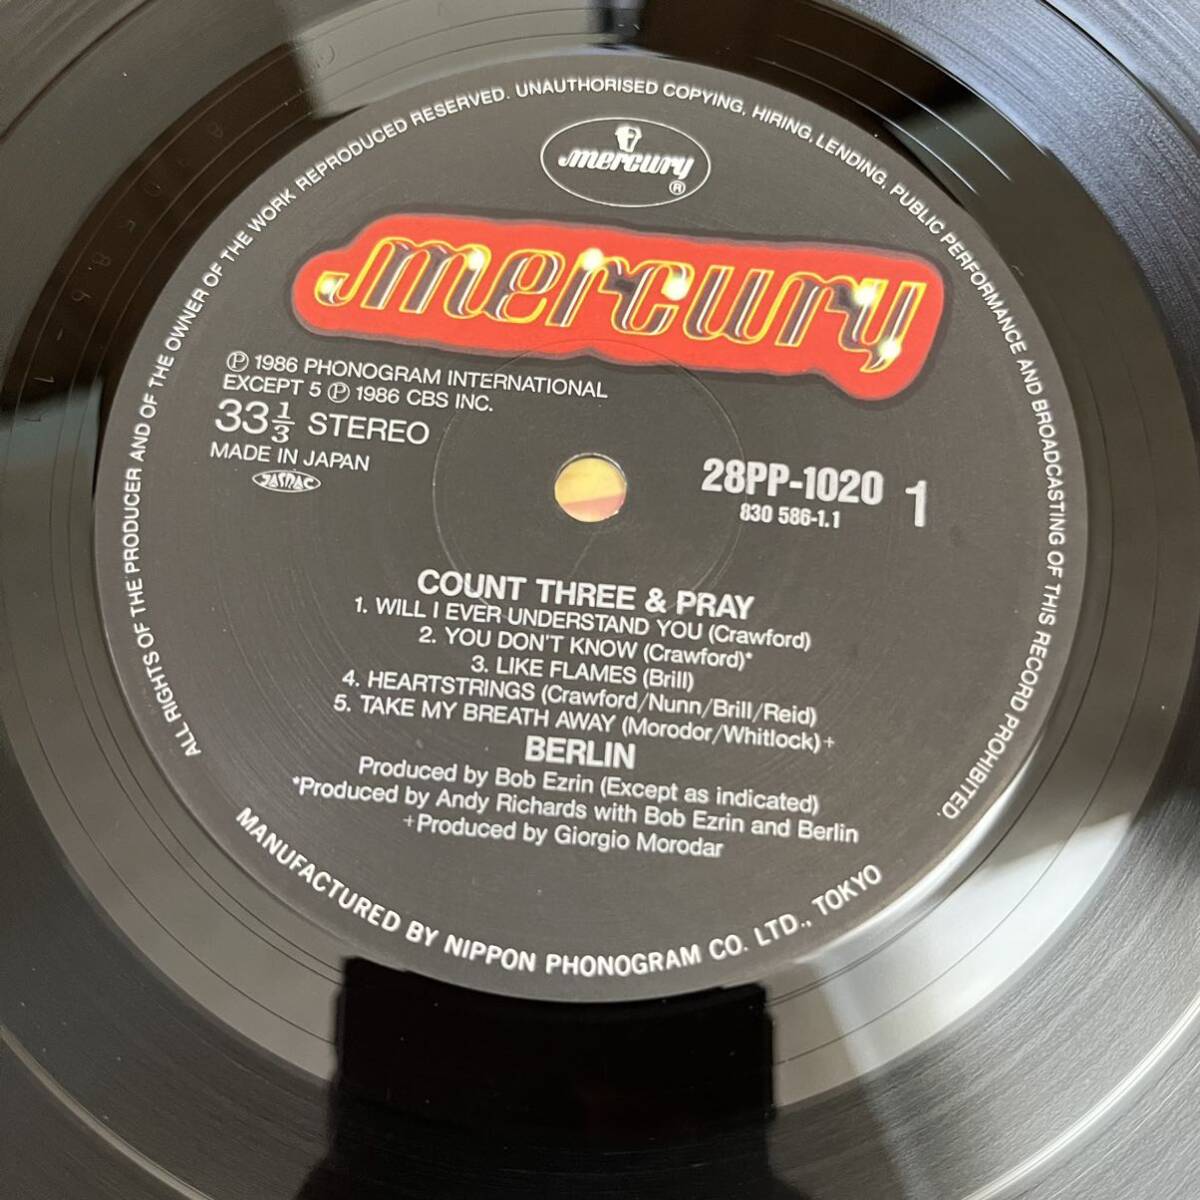 ALL RIGHTS OF THE PRODUCER AND OF THE OWNER OF THE WORK REPRODUCED RESERVED. UNAUTHORISED COPYING, HIRING, LENDING, PUBLIC PERFORMANCE AND BROADCASTING OF THIS RECORD PROHIBITED.
mercury
®
mercury
Ⓟ 1986 PHONOGRAM INTERNATIONAL
EXCEPT 5 Ⓟ 1986 CBS INC.
33 1/3 STEREO
MADE IN JAPAN
JASRAC
28PP-1020 1
830 586-1.1
COUNT THREE & PRAY
1. WILL I EVER UNDERSTAND YOU (Crawford)
2. YOU DON'T KNOW (Crawford)*
3. LIKE FLAMES (Brill)
4. HEARTSTRINGS (Crawford/Nunn/Brill/Reid)
5. TAKE MY BREATH AWAY (Morodor/Whitlock)+
BERLIN
Produced by Bob Ezrin (Except as indicated)
*Produced by Andy Richards with Bob Ezrin and Berlin
+Produced by Giorgio Morodar
MANUFACTURED BY NIPPON PHONOGRAM CO. LTD., TOKYO